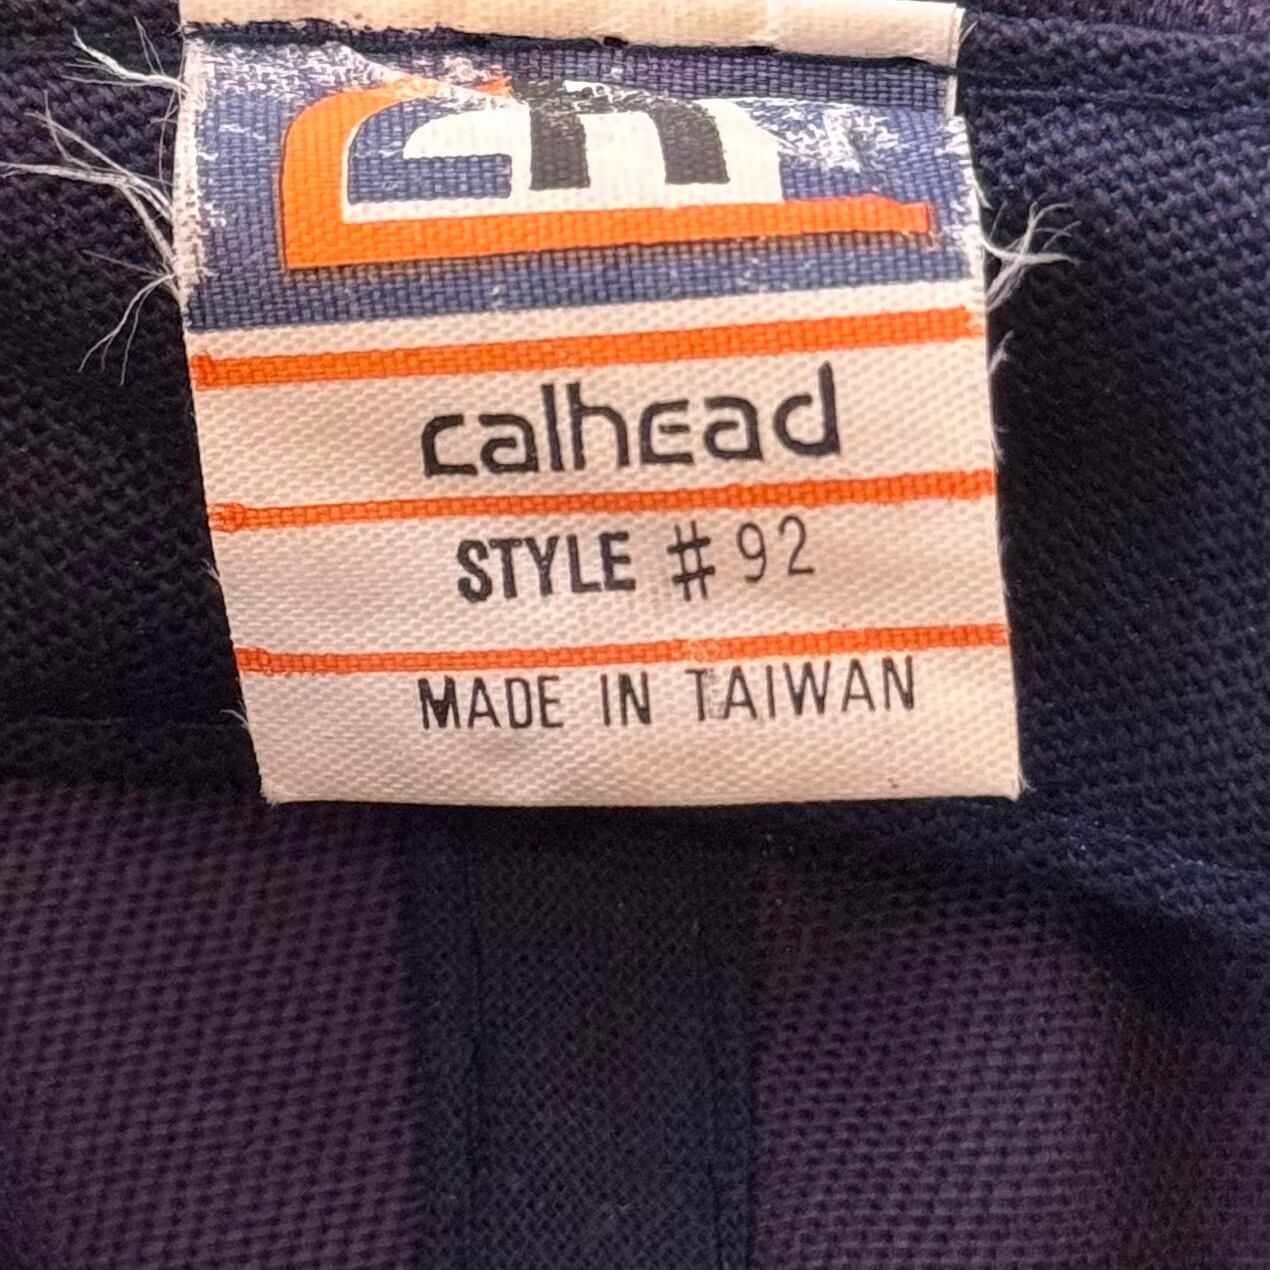 calhead
STYLE # 92
MADE IN TAIWAN